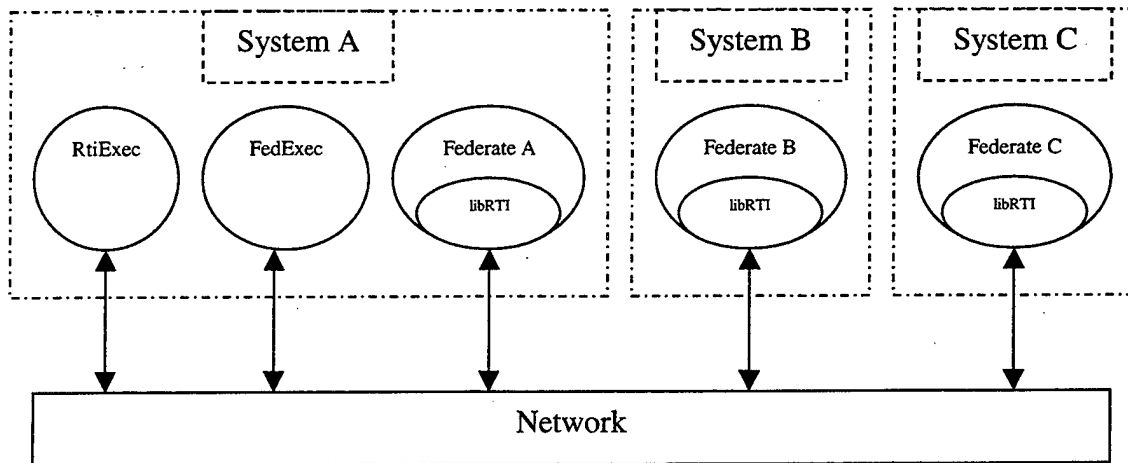 System A
System B
System C
RtiExec
FedExec
Federate A
Federate B
Federate C
libRTI
libRTI
libRTI
Network